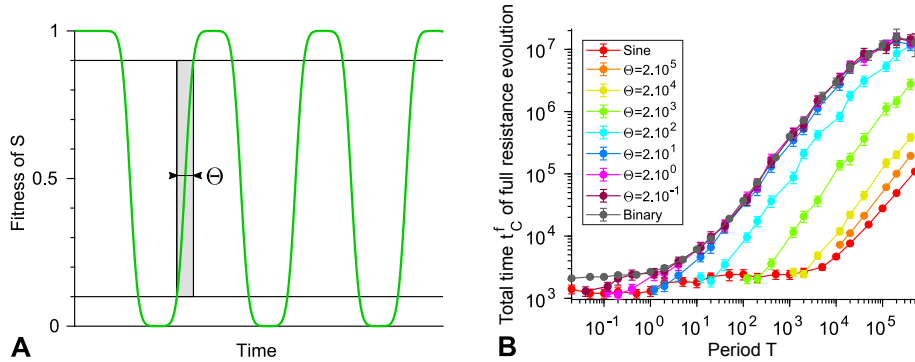 1
0.5
0
Fitness of S
Θ
Time
A
Total time t_C^f of full resistance evolution
10^7
10^6
10^5
10^4
10^3
Sine
Θ=2.10^5
Θ=2.10^4
Θ=2.10^3
Θ=2.10^2
Θ=2.10^1
Θ=2.10^0
Θ=2.10^-1
Binary
10^-1 10^0 10^1 10^2 10^3 10^4 10^5
Period T
B